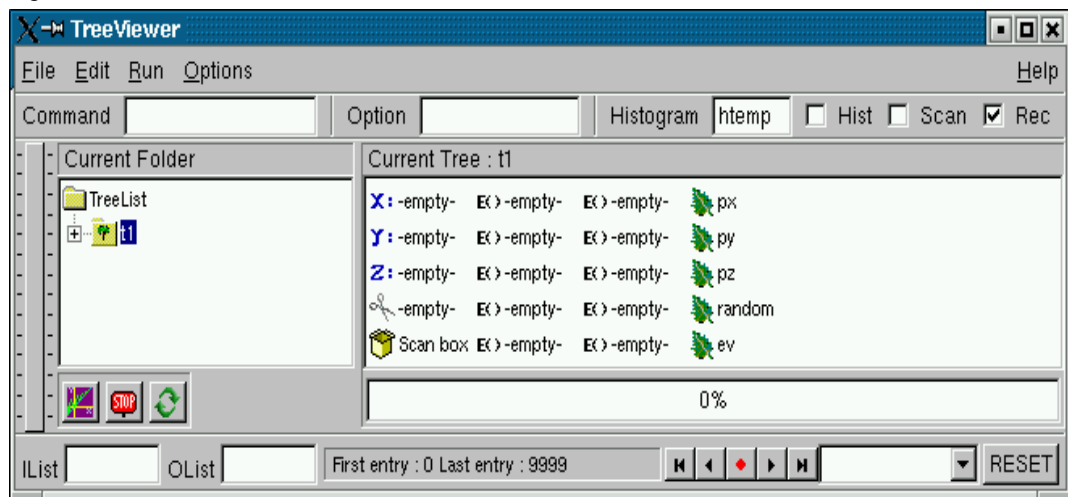 TreeViewer
File Edit Run Options Help
Command Option Histogram htemp Hist Scan Rec
Current Folder Current Tree : t1
TreeList
t1
X: -empty- E() -empty- E() -empty- px
Y: -empty- E() -empty- E() -empty- py
Z: -empty- E() -empty- E() -empty- pz
-empty- E() -empty- E() -empty- random
Scan box E() -empty- E() -empty- ev
STOP
0%
IList OList First entry : 0 Last entry : 9999 RESET